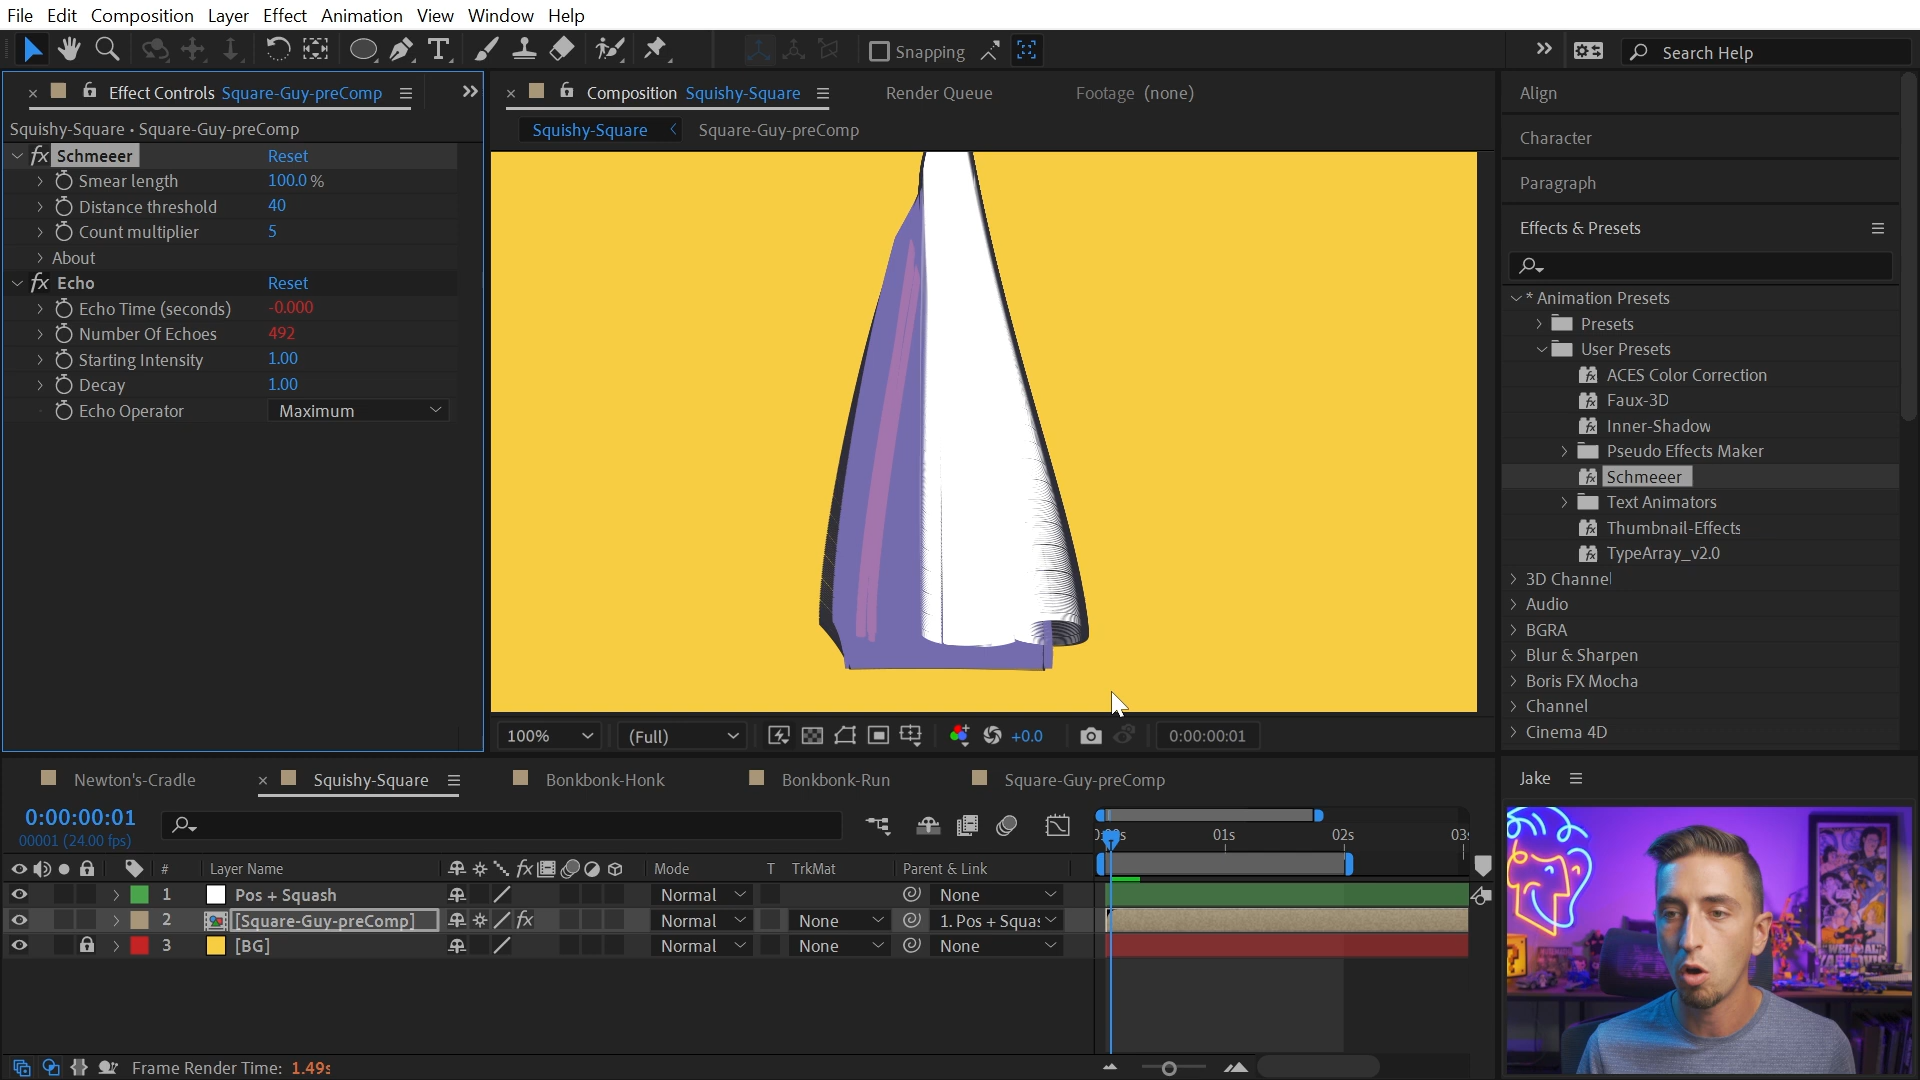 File Edit Composition Layer Effect Animation View Window Help
Snapping
Search Help
Effect Controls Square-Guy-preComp
Composition Squishy-Square
Render Queue
Footage (none)
Squishy-Square • Square-Guy-preComp
Squishy-Square
Square-Guy-preComp
fx Schmeeer Reset
Smear length 100.0 %
Distance threshold 40
Count multiplier 5
About
fx Echo Reset
Echo Time (seconds) -0.000
Number Of Echoes 492
Starting Intensity 1.00
Decay 1.00
Echo Operator Maximum
Align
Character
Paragraph
Effects & Presets
* Animation Presets
Presets
User Presets
ACES Color Correction
Faux-3D
Inner-Shadow
Pseudo Effects Maker
Schmeeer
Text Animators
Thumbnail-Effects
TypeArray_v2.0
3D Channel
Audio
BGRA
Blur & Sharpen
Boris FX Mocha
Channel
Cinema 4D
100% (Full) +0.0 0:00:00:01
Newton's-Cradle
Squishy-Square
Bonkbonk-Honk
Bonkbonk-Run
Square-Guy-preComp
Jake
0:00:00:01
00001 (24.00 fps)
01s 02s
# Layer Name fx Mode T TrkMat Parent & Link
1 Pos + Squash Normal None
2 [Square-Guy-preComp] fx Normal None 1. Pos + Squas
3 [BG] Normal None None
Frame Render Time: 1.49s